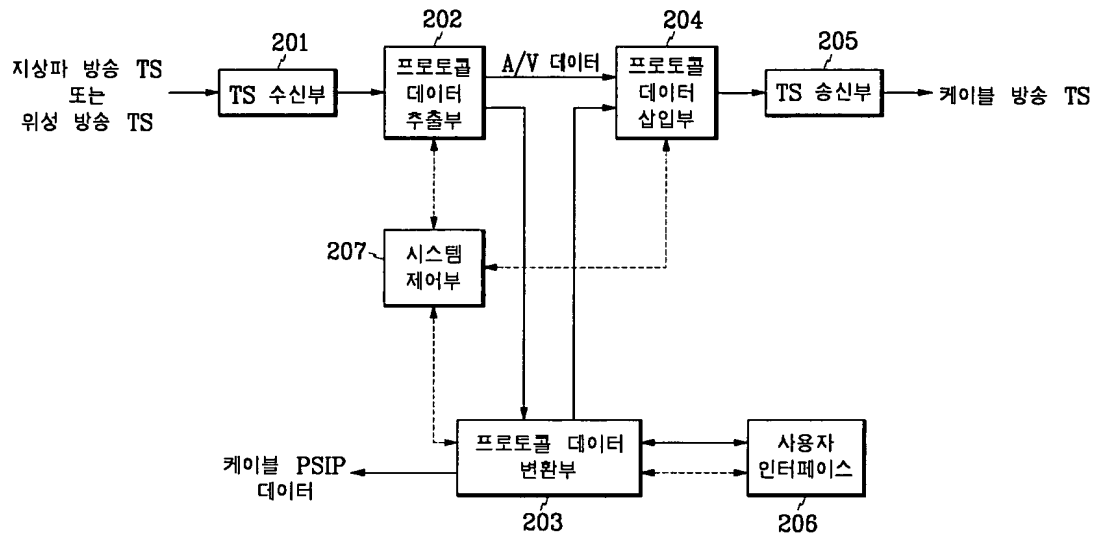 지상파 방송 TS
또는
위성 방송 TS
201
TS 수신부
202
프로토콜
데이터
추출부
A/V 데이터
204
프로토콜
데이터
삽입부
205
TS 송신부
케이블 방송 TS
207
시스템
제어부
케이블 PSIP
데이터
프로토콜 데이터
변환부
203
사용자
인터페이스
206